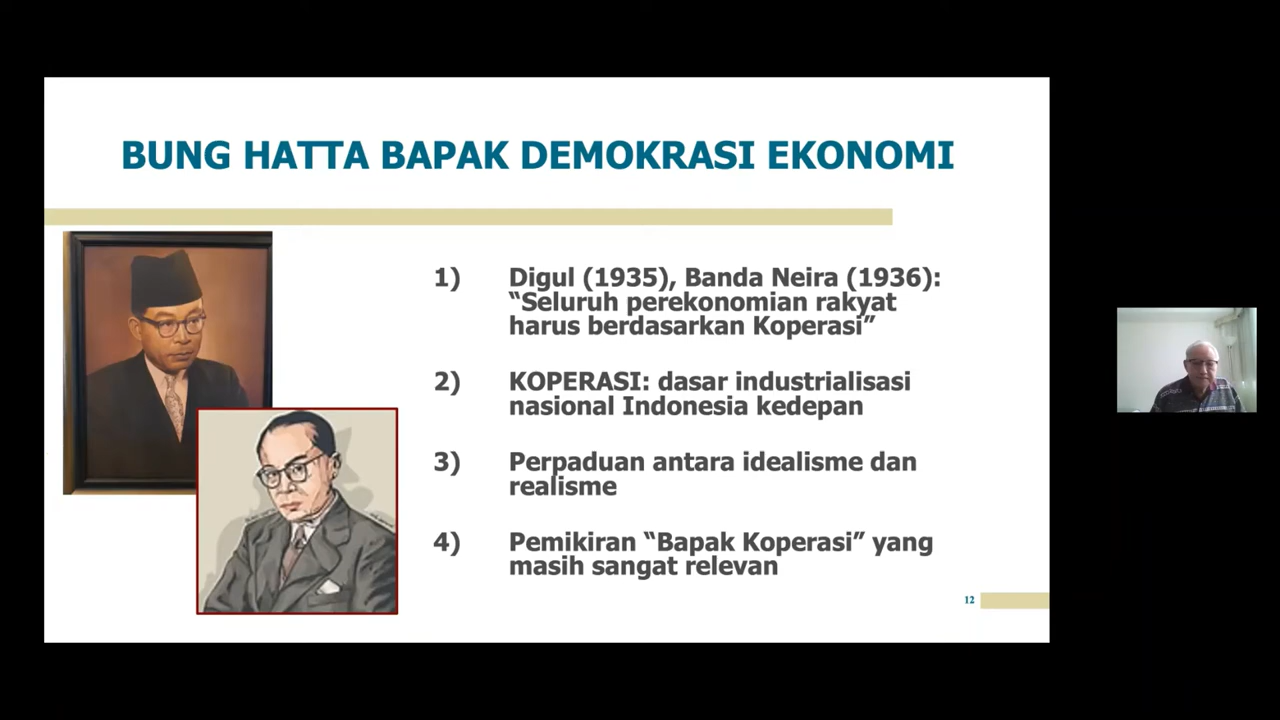 BUNG HATTA BAPAK DEMOKRASI EKONOMI
1) Digul (1935), Banda Neira (1936):
“Seluruh perekonomian rakyat
harus berdasarkan Koperasi”
2) KOPERASI: dasar industrialisasi
nasional Indonesia kedepan
3) Perpaduan antara idealisme dan
realisme
4) Pemikiran “Bapak Koperasi” yang
masih sangat relevan
12